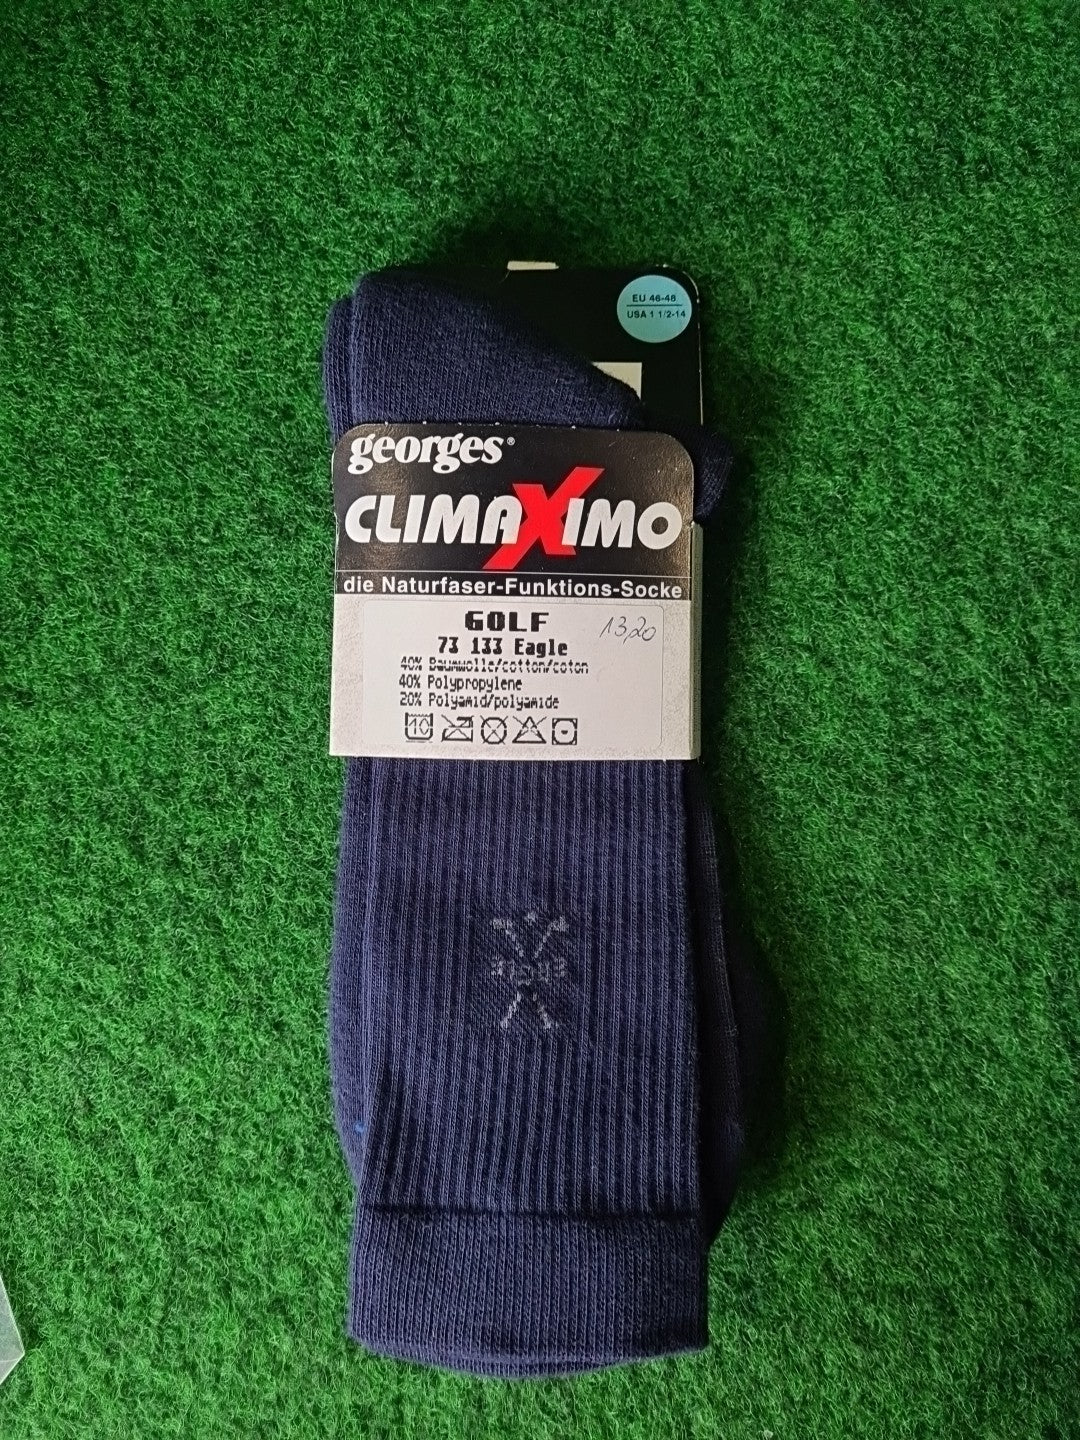 EU 46-48
USA 1 1/2-14
georges®
CLIMAXIMO
die Naturfaser-Funktions-Socke
GOLF
13,20
73 133 Eagle
40% Baumwolle/cotton/coton
40% Polypropylene
20% Polyamid/polyamide